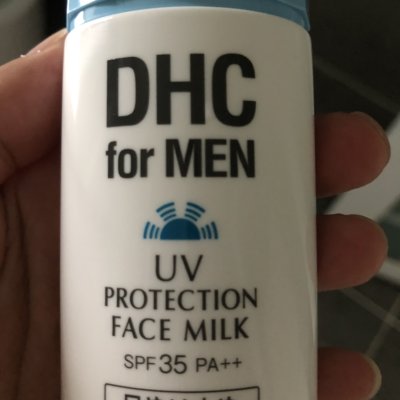 DHC
for MEN
UV
PROTECTION
FACE MILK
SPF35 PA++